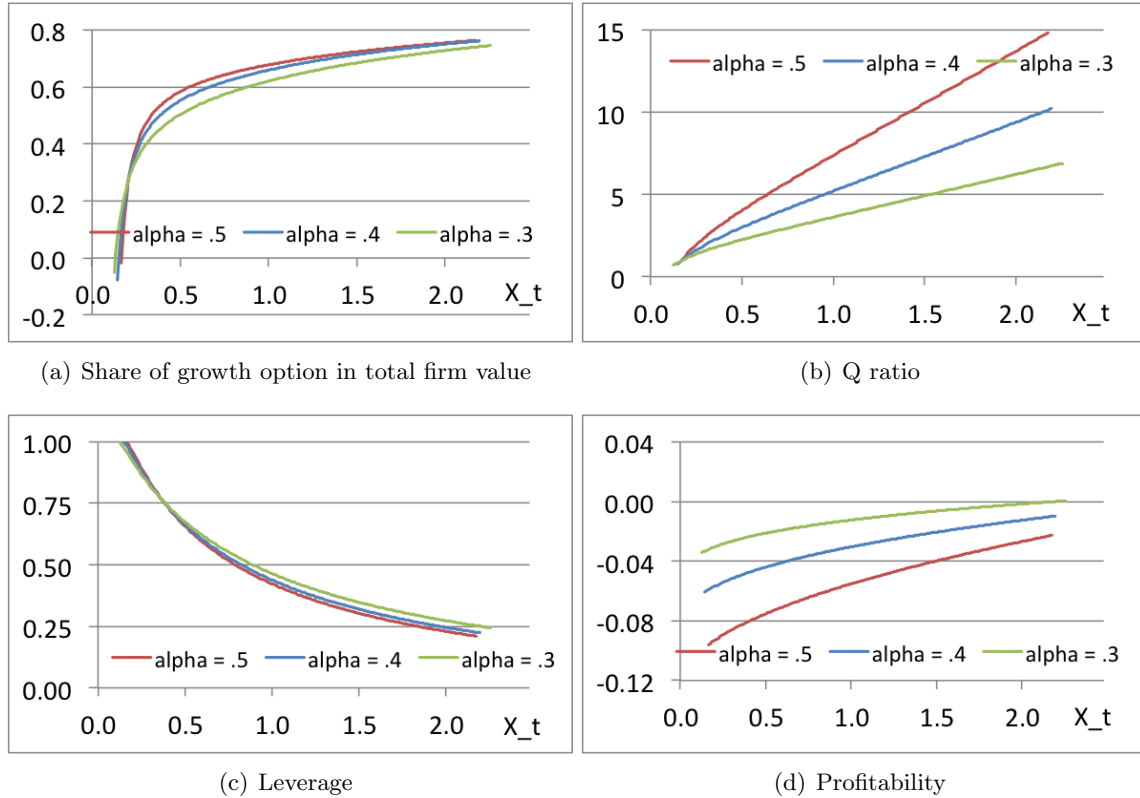 0.8
0.6
0.4
0.2
0.0
-0.2
alpha = .5 alpha = .4 alpha = .3
0.0 0.5 1.0 1.5 2.0 X_t
(a) Share of growth option in total firm value
15
10
5
0
alpha = .5 alpha = .4 alpha = .3
0.0 0.5 1.0 1.5 2.0 X_t
(b) Q ratio
1.00
0.75
0.50
0.25
0.00
alpha = .5 alpha = .4 alpha = .3
0.0 0.5 1.0 1.5 2.0 X_t
(c) Leverage
0.04
0.00
-0.04
-0.08
-0.12
alpha = .5 alpha = .4 alpha = .3
0.0 0.5 1.0 1.5 2.0 X_t
(d) Profitability